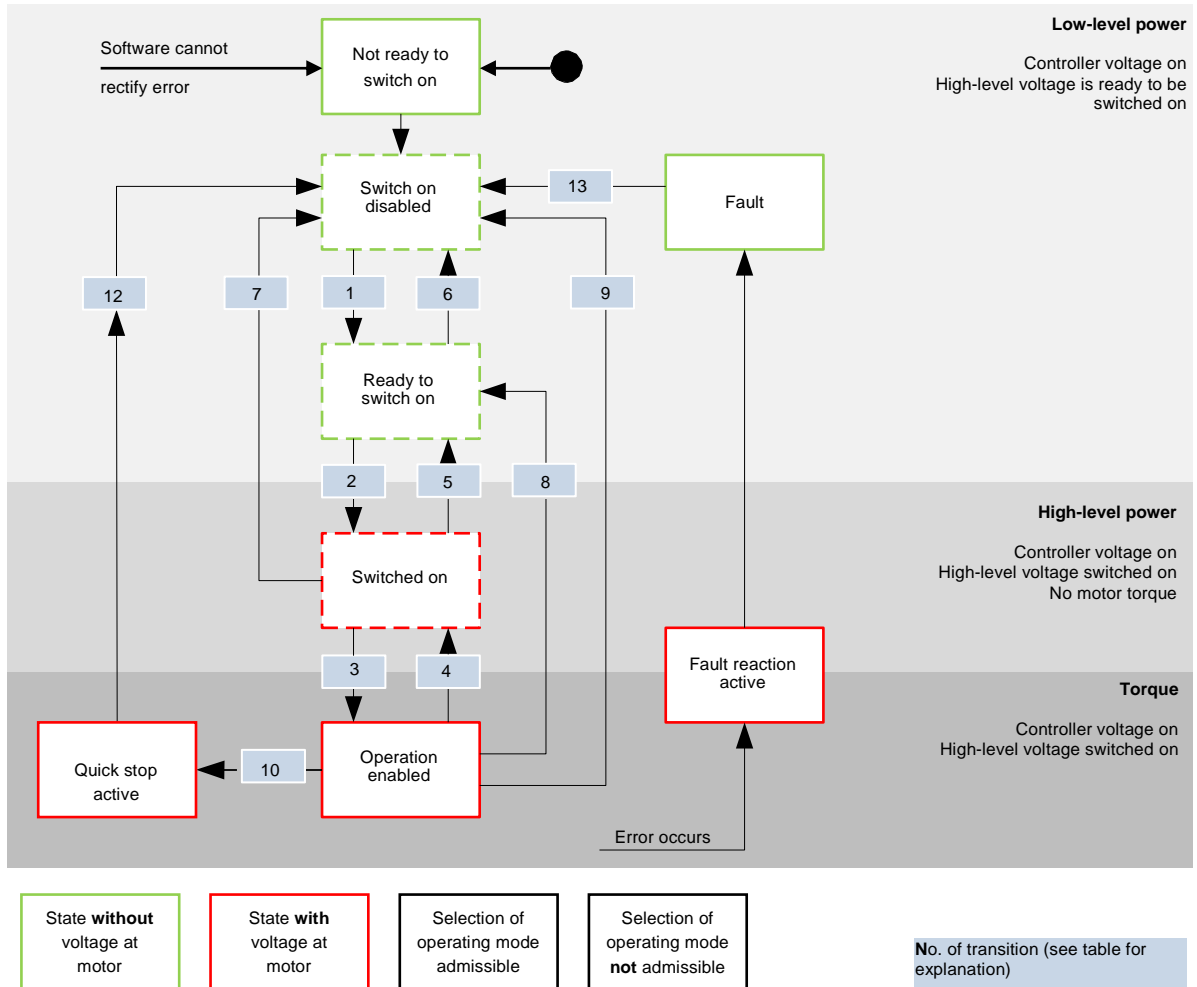 Low-level power
Controller voltage on
High-level voltage is ready to be
switched on
Software cannot
rectify error
Not ready to
switch on
Switch on
disabled
13
Fault
12
7
1
6
9
Ready to
switch on
2
5
8
High-level power
Controller voltage on
High-level voltage switched on
No motor torque
Switched on
3
4
Fault reaction
active
Torque
Controller voltage on
High-level voltage switched on
Quick stop
active
10
Operation
enabled
Error occurs
State without
voltage at
motor
State with
voltage at
motor
Selection of
operating mode
admissible
Selection of
operating mode
not admissible
No. of transition (see table for
explanation)